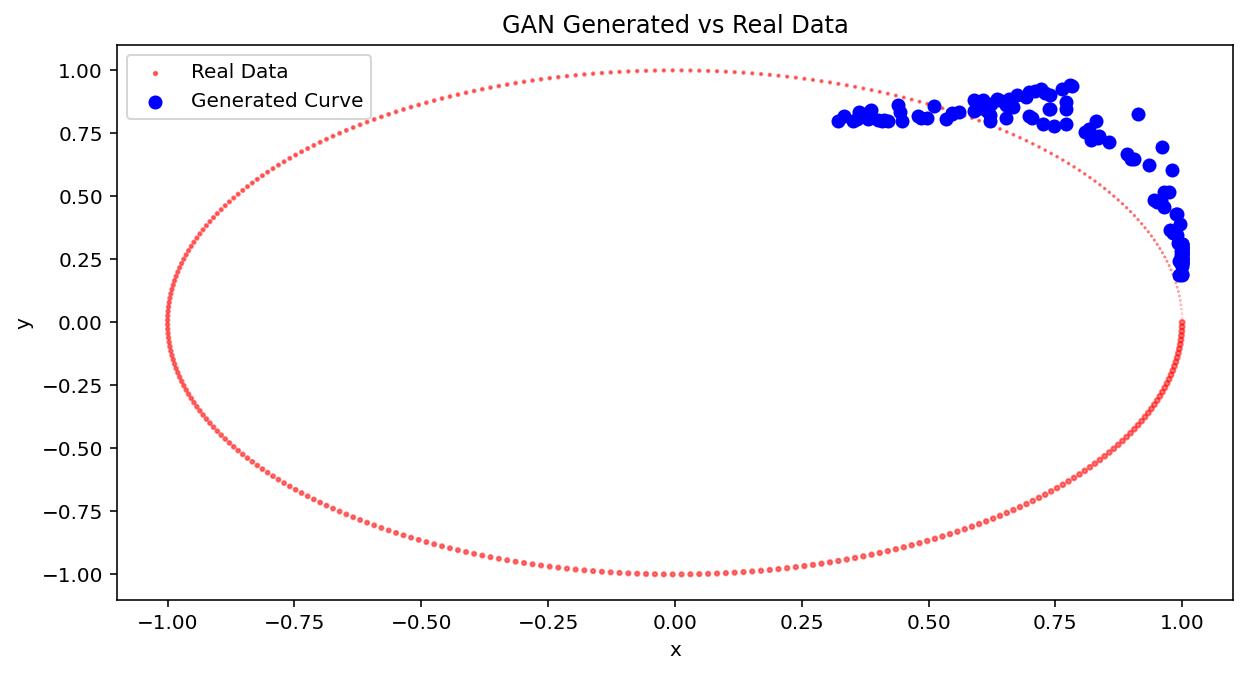 GAN Generated vs Real Data
Real Data
Generated Curve
1.00
0.75
0.50
0.25
0.00
−0.25
−0.50
−0.75
−1.00
y
−1.00 −0.75 −0.50 −0.25 0.00 0.25 0.50 0.75 1.00
x